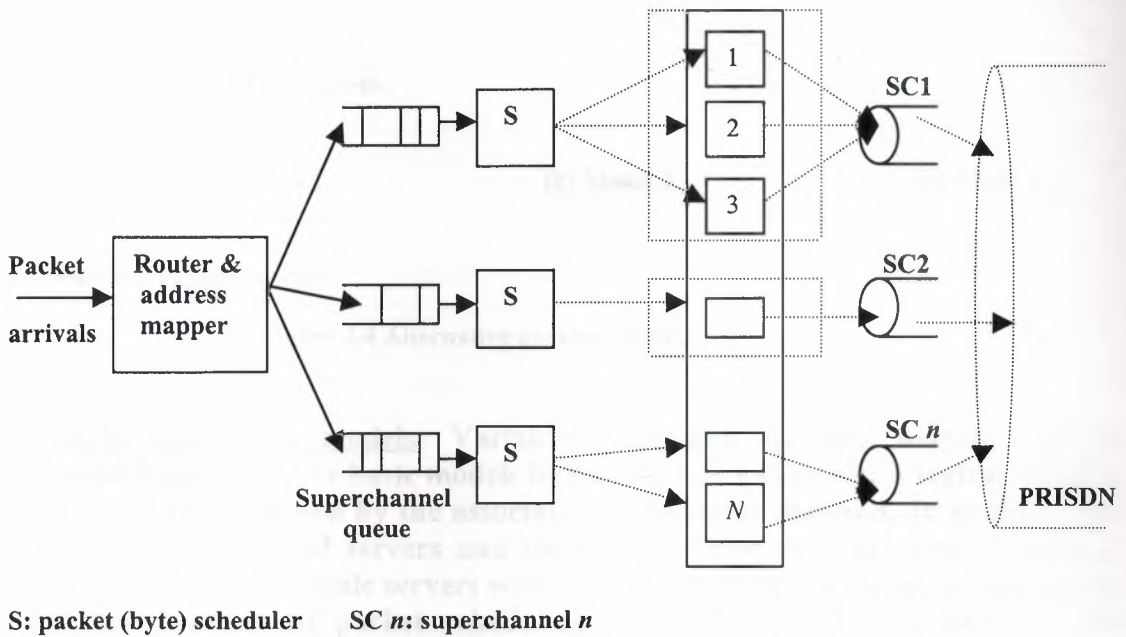 SC1
1
S
2
3
Packet
arrivals
Router &
address
mapper
S
SC2
S
SC n
N
Superchannel
queue
PRISDN
S: packet (byte) scheduler SC n: superchannel n